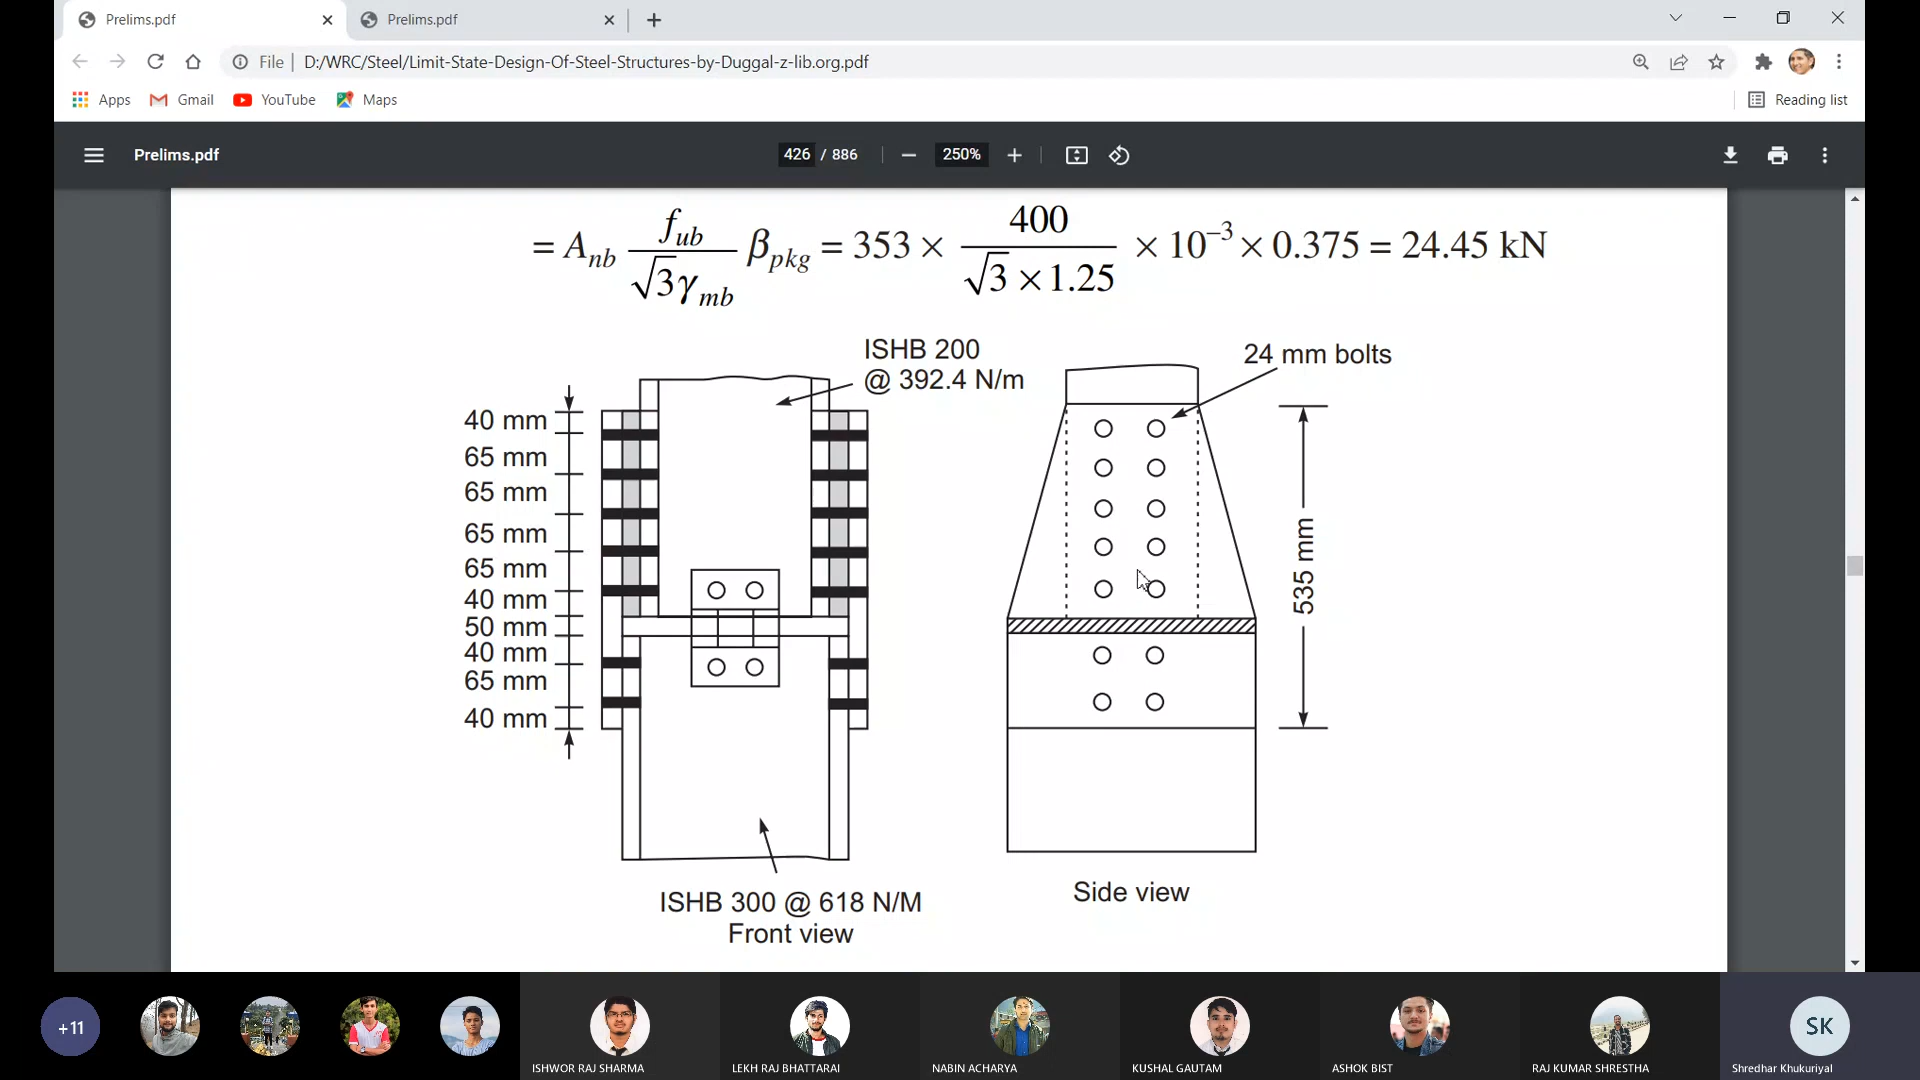 Prelims.pdf
Prelims.pdf
File
D:/WRC/Steel/Limit-State-Design-Of-Steel-Structures-by-Duggal-z-lib.org.pdf
Apps
Gmail
YouTube
Maps
Reading list
Prelims.pdf
426 / 886
250%
= A_nb f_ub/(√3γ_mb) β_pkg = 353 × 400/(√3 × 1.25) × 10⁻³ × 0.375 = 24.45 kN
ISHB 200
@ 392.4 N/m
24 mm bolts
40 mm
65 mm
65 mm
65 mm
65 mm
40 mm
50 mm
40 mm
65 mm
40 mm
535 mm
ISHB 300 @ 618 N/M
Front view
Side view
+11
SK
ISHWOR RAJ SHARMA
LEKH RAJ BHATTARAI
NABIN ACHARYA
KUSHAL GAUTAM
ASHOK BIST
RAJ KUMAR SHRESTHA
Shredhar Khukuriyal